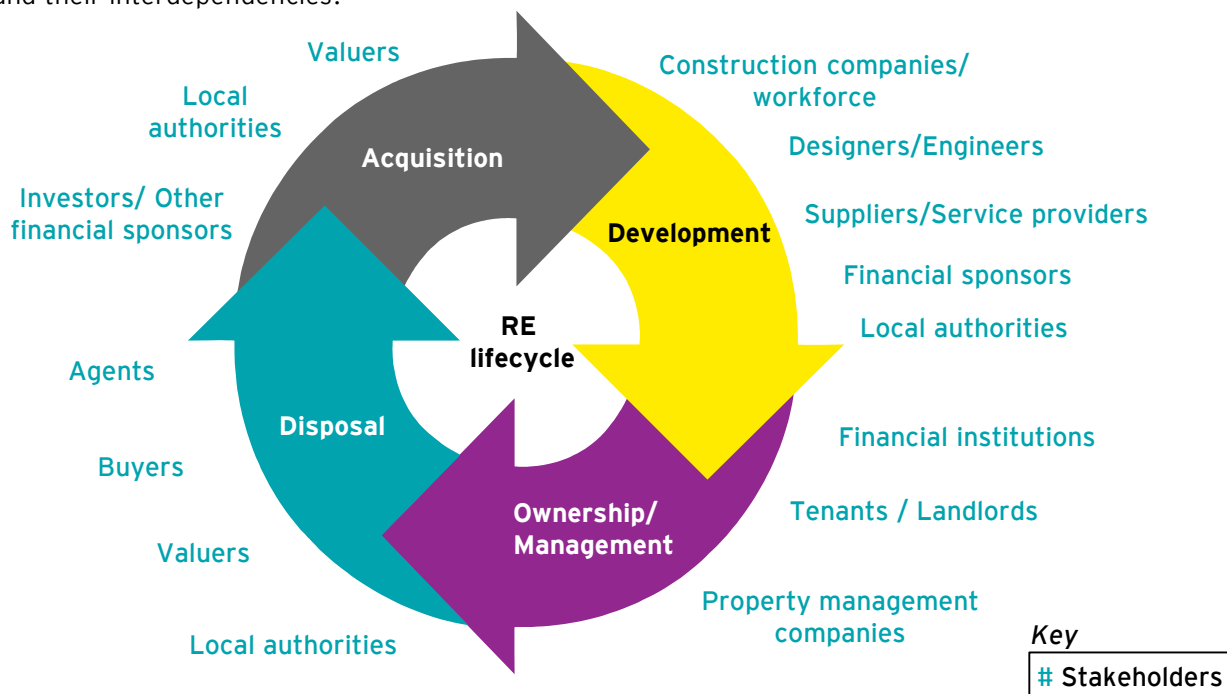 and their interdependencies:
Valuers
Local
authorities
Investors/ Other
financial sponsors
Acquisition
Construction companies/
workforce
Designers/Engineers
Suppliers/Service providers
Financial sponsors
Local authorities
Development
RE
lifecycle
Financial institutions
Tenants / Landlords
Property management
companies
Ownership/
Management
Disposal
Agents
Buyers
Valuers
Local authorities
Key
# Stakeholders